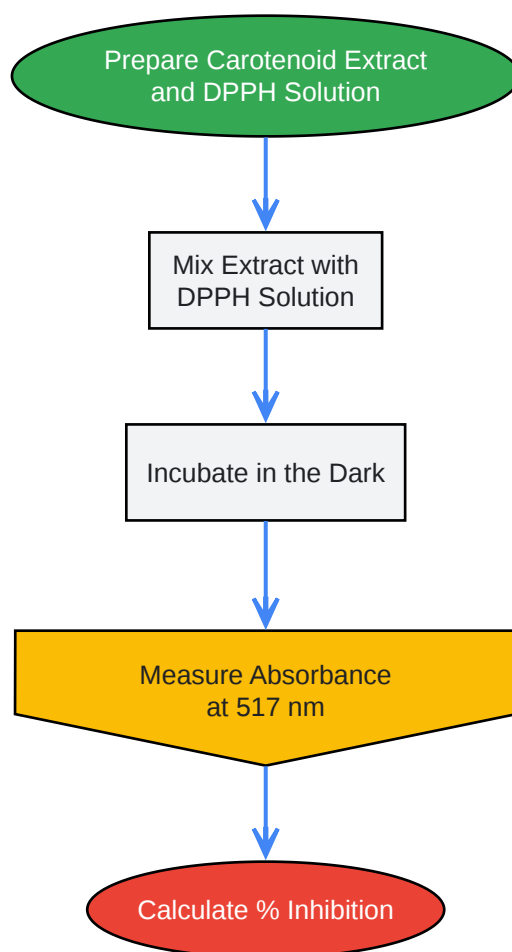 Prepare Carotenoid Extract
and DPPH Solution
Mix Extract with
DPPH Solution
Incubate in the Dark
Measure Absorbance
at 517 nm
Calculate % Inhibition